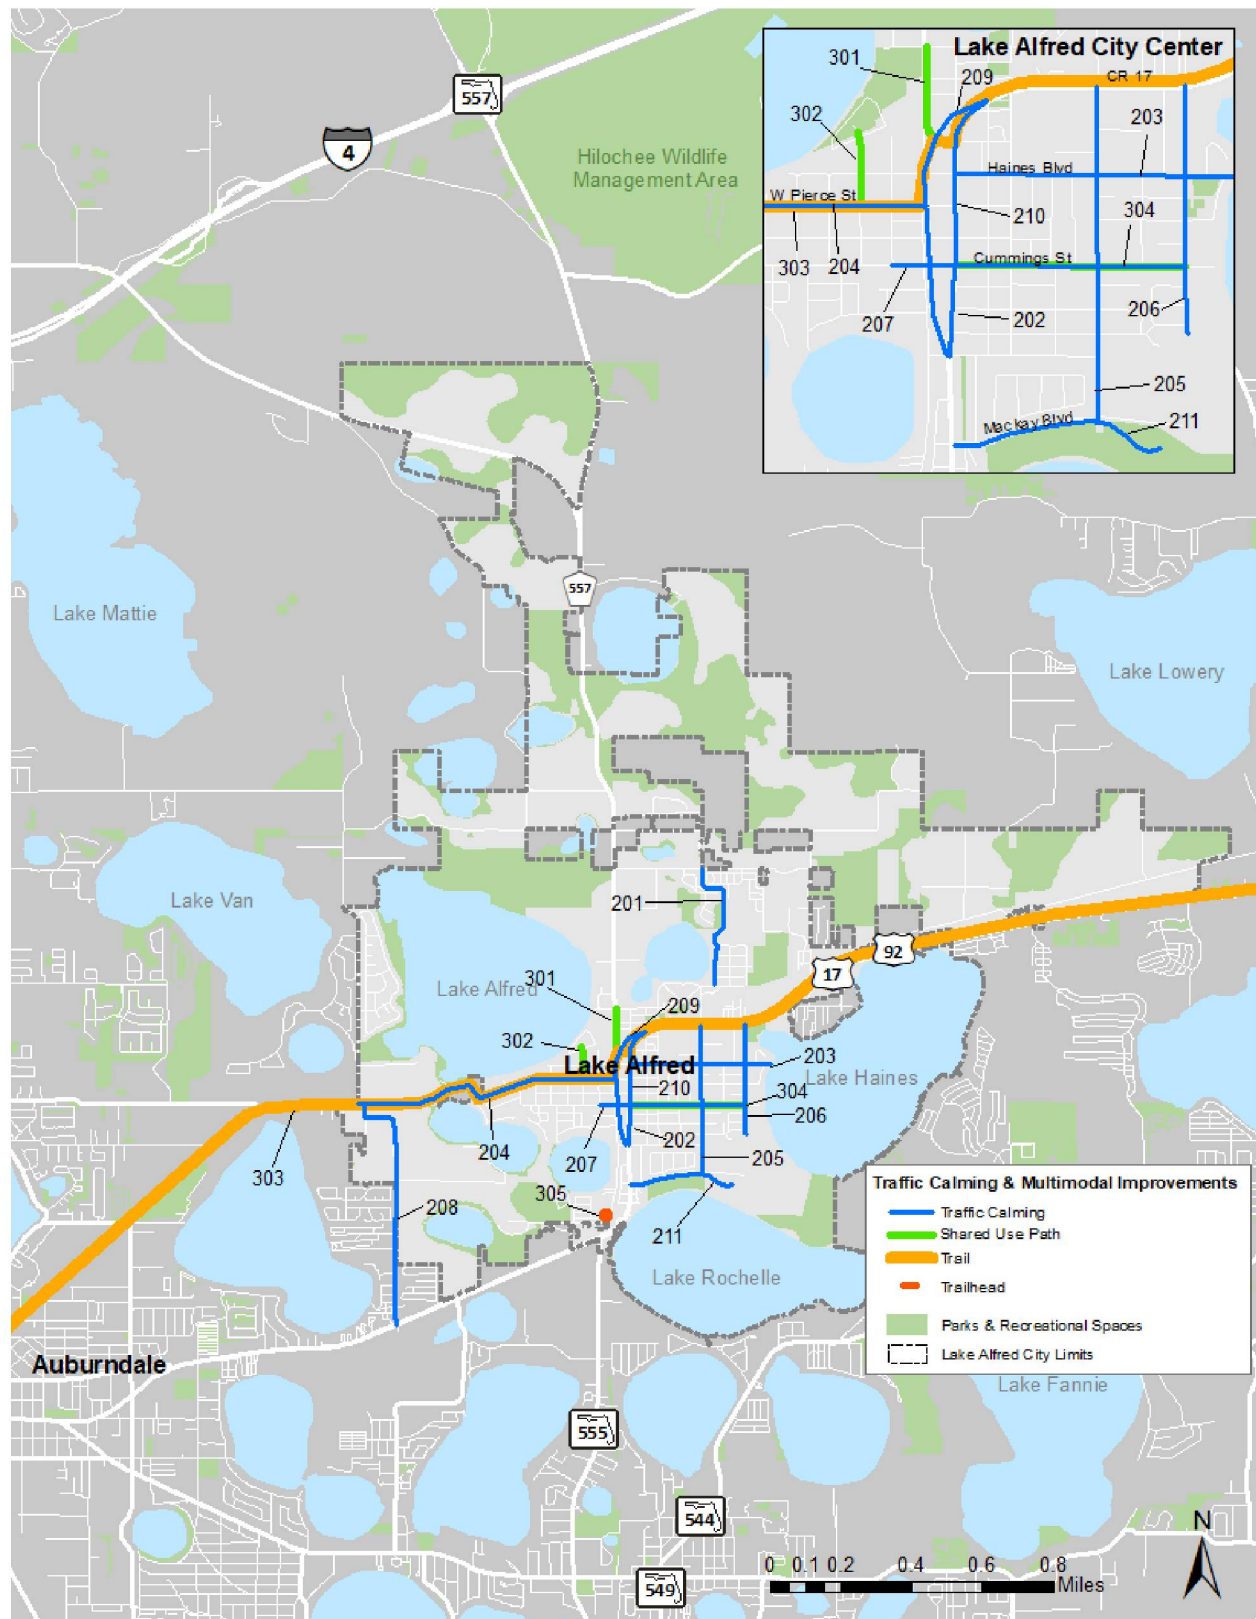 Lake Alfred City Center
301
209
CR 17
302
203
Haines Blvd
W Pierce St
210
304
Cummings St
303
204
207
202
206
205
Mackay Blvd
211
557
4
Hilochee Wildlife
Management Area
557
Lake Mattie
Lake Lowery
Lake Van
201
92
17
301
Lake Alfred
209
302
Lake Alfred
203
210
Lake Haines
304
206
303
204
207
202
205
208
305
211
Lake Rochelle
Traffic Calming & Multimodal Improvements
Traffic Calming
Shared Use Path
Trail
Trailhead
Parks & Recreational Spaces
Lake Alfred City Limits
Auburndale
Lake Fannie
555
544
549
N
0 0.1 0.2 0.4 0.6 0.8
Miles